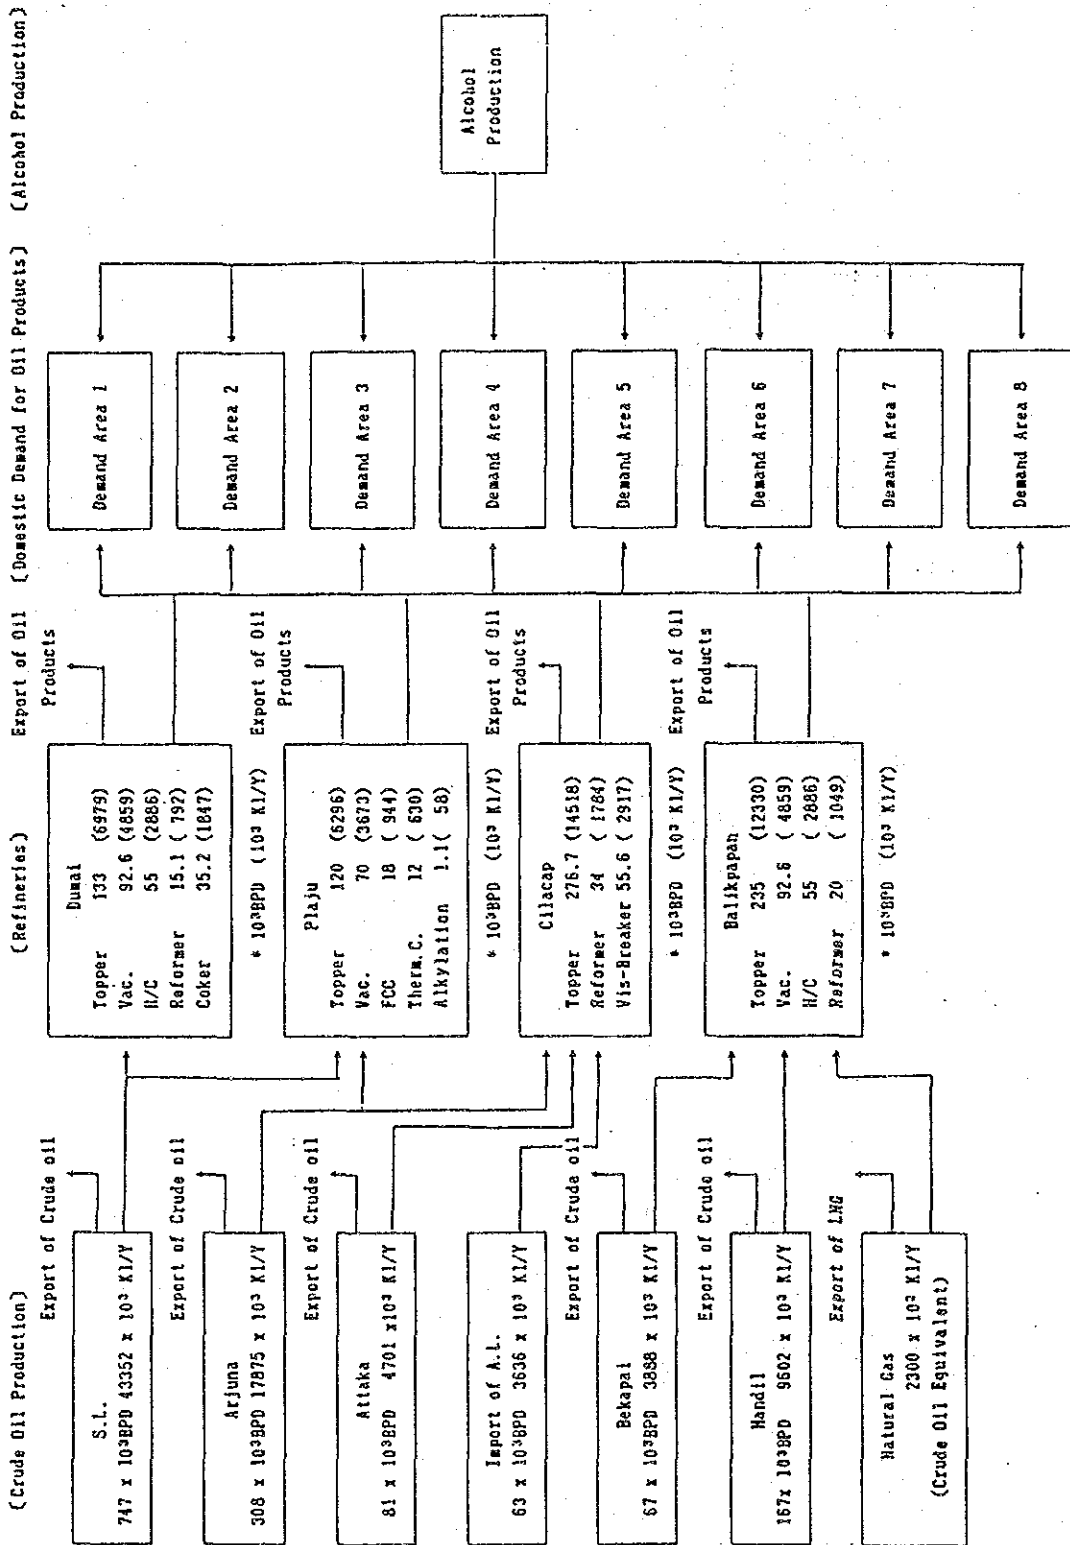 (Crude Oil Production)
(Refineries)
Export of Oil
Products
(Domestic Demand for Oil Products)
(Alcohol Production)
Export of Crude oil
S.L.
747 x 10³BPD 43352 x 10³ Kl/Y
Export of Crude oil
Arjuna
308 x 10³BPD 17875 x 10³ Kl/Y
Export of Crude oil
Attaka
81 x 10³BPD 4701 x10³ Kl/Y
Import of A.L.
63 x 10³BPD 3636 x 10³ Kl/Y
Export of Crude oil
Bekapai
67 x 10³BPD 3888 x 10³ Kl/Y
Export of Crude oil
Handil
167x 10³BPD 9602 x 10³ Kl/Y
Export of LNG
Natural Gas
2300 x 10³ Kl/Y
(Crude Oil Equivalent)
Dumai
Topper 133 (6979)
Vac. 92.6 (4859)
H/C 55 (2886)
Reformer 15.1 ( 792)
Coker 35.2 (1847)
* 10³BPD (10³ Kl/Y)
Export of Oil
Products
Plaju
Topper 120 (6296)
Vac. 70 (3673)
FCC 18 ( 944)
Therm.C. 12 ( 630)
Alkylation 1.1( 58)
* 10³BPD (10³ Kl/Y)
Export of Oil
Products
Cilacap
Topper 276.7 (14518)
Reformer 34 ( 1784)
Vis-Breaker 55.6 ( 2917)
* 10³BPD (10³ Kl/Y)
Export of Oil
Products
Balikpapan
Topper 235 (12330)
Vac. 92.6 ( 4859)
H/C 55 ( 2886)
Reformer 20 ( 1049)
* 10³BPD (10³ Kl/Y)
Demand Area 1
Demand Area 2
Demand Area 3
Demand Area 4
Demand Area 5
Demand Area 6
Demand Area 7
Demand Area 8
Alcohol
Production